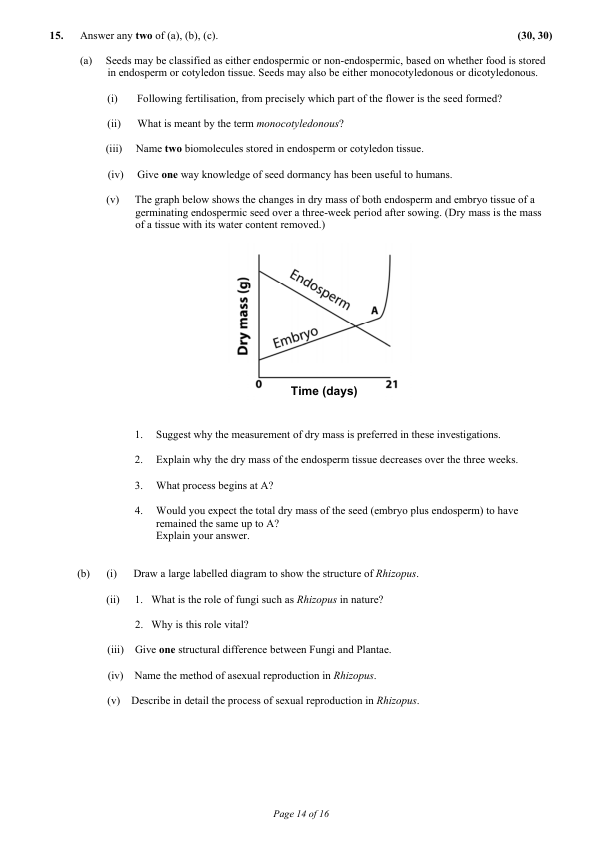 15. Answer any two of (a), (b), (c). (30, 30)
(a) Seeds may be classified as either endospermic or non-endospermic, based on whether food is stored
in endosperm or cotyledon tissue. Seeds may also be either monocotyledonous or dicotyledonous.
(i) Following fertilisation, from precisely which part of the flower is the seed formed?
(ii) What is meant by the term monocotyledonous?
(iii) Name two biomolecules stored in endosperm or cotyledon tissue.
(iv) Give one way knowledge of seed dormancy has been useful to humans.
(v) The graph below shows the changes in dry mass of both endosperm and embryo tissue of a
germinating endospermic seed over a three-week period after sowing. (Dry mass is the mass
of a tissue with its water content removed.)
Dry mass (g)
Endosperm
A
Embryo
0
21
Time (days)
1. Suggest why the measurement of dry mass is preferred in these investigations.
2. Explain why the dry mass of the endosperm tissue decreases over the three weeks.
3. What process begins at A?
4. Would you expect the total dry mass of the seed (embryo plus endosperm) to have
remained the same up to A?
Explain your answer.
(b) (i) Draw a large labelled diagram to show the structure of Rhizopus.
(ii) 1. What is the role of fungi such as Rhizopus in nature?
2. Why is this role vital?
(iii) Give one structural difference between Fungi and Plantae.
(iv) Name the method of asexual reproduction in Rhizopus.
(v) Describe in detail the process of sexual reproduction in Rhizopus.
Page 14 of 16